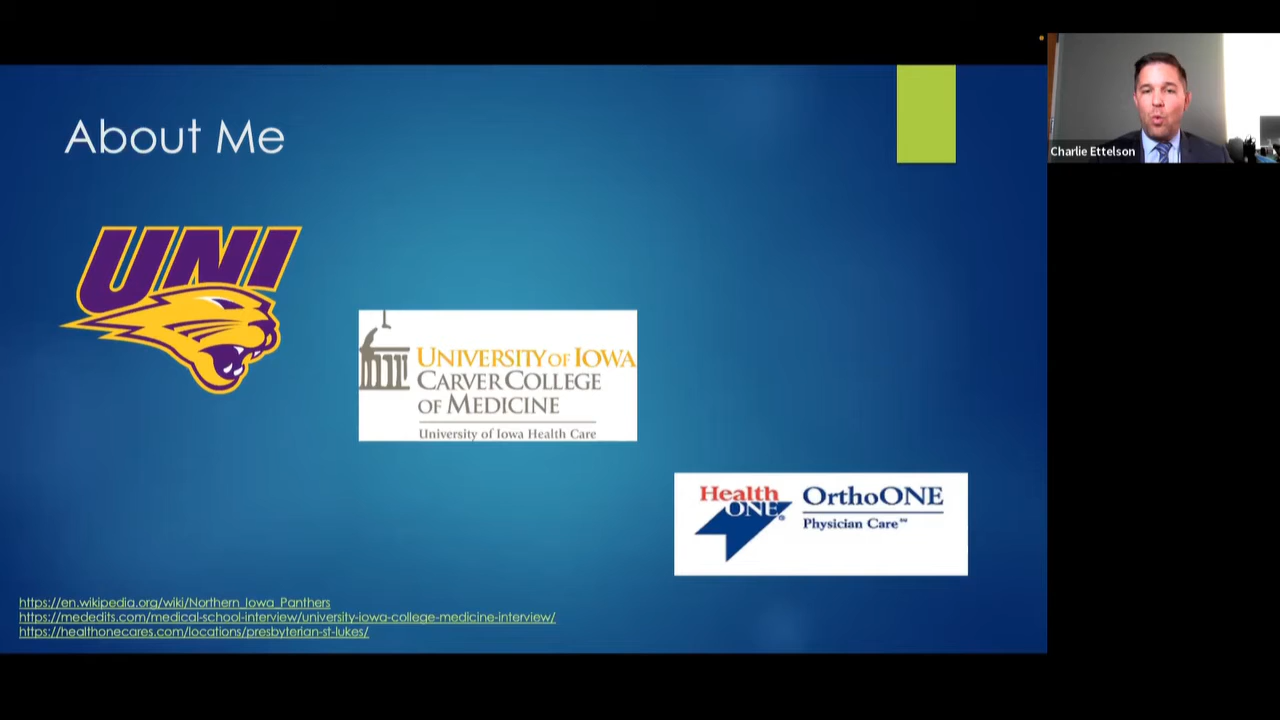 Charlie Ettelson
About Me
UNI
UNIVERSITY OF IOWA
CARVER COLLEGE
OF MEDICINE
University of Iowa Health Care
Health
ONE®
OrthoONE
Physician Care℠
https://en.wikipedia.org/wiki/Northern_Iowa_Panthers
https://mededits.com/medical-school-interview/university-iowa-college-medicine-interview/
https://healthonecares.com/locations/presbyterian-st-lukes/